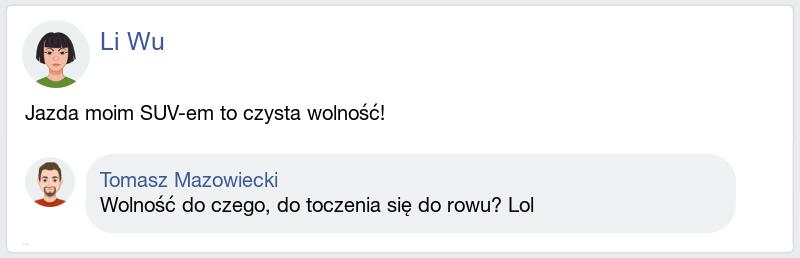 Li Wu
Jazda moim SUV-em to czysta wolność!
Tomasz Mazowiecki
Wolność do czego, do toczenia się do rowu? Lol